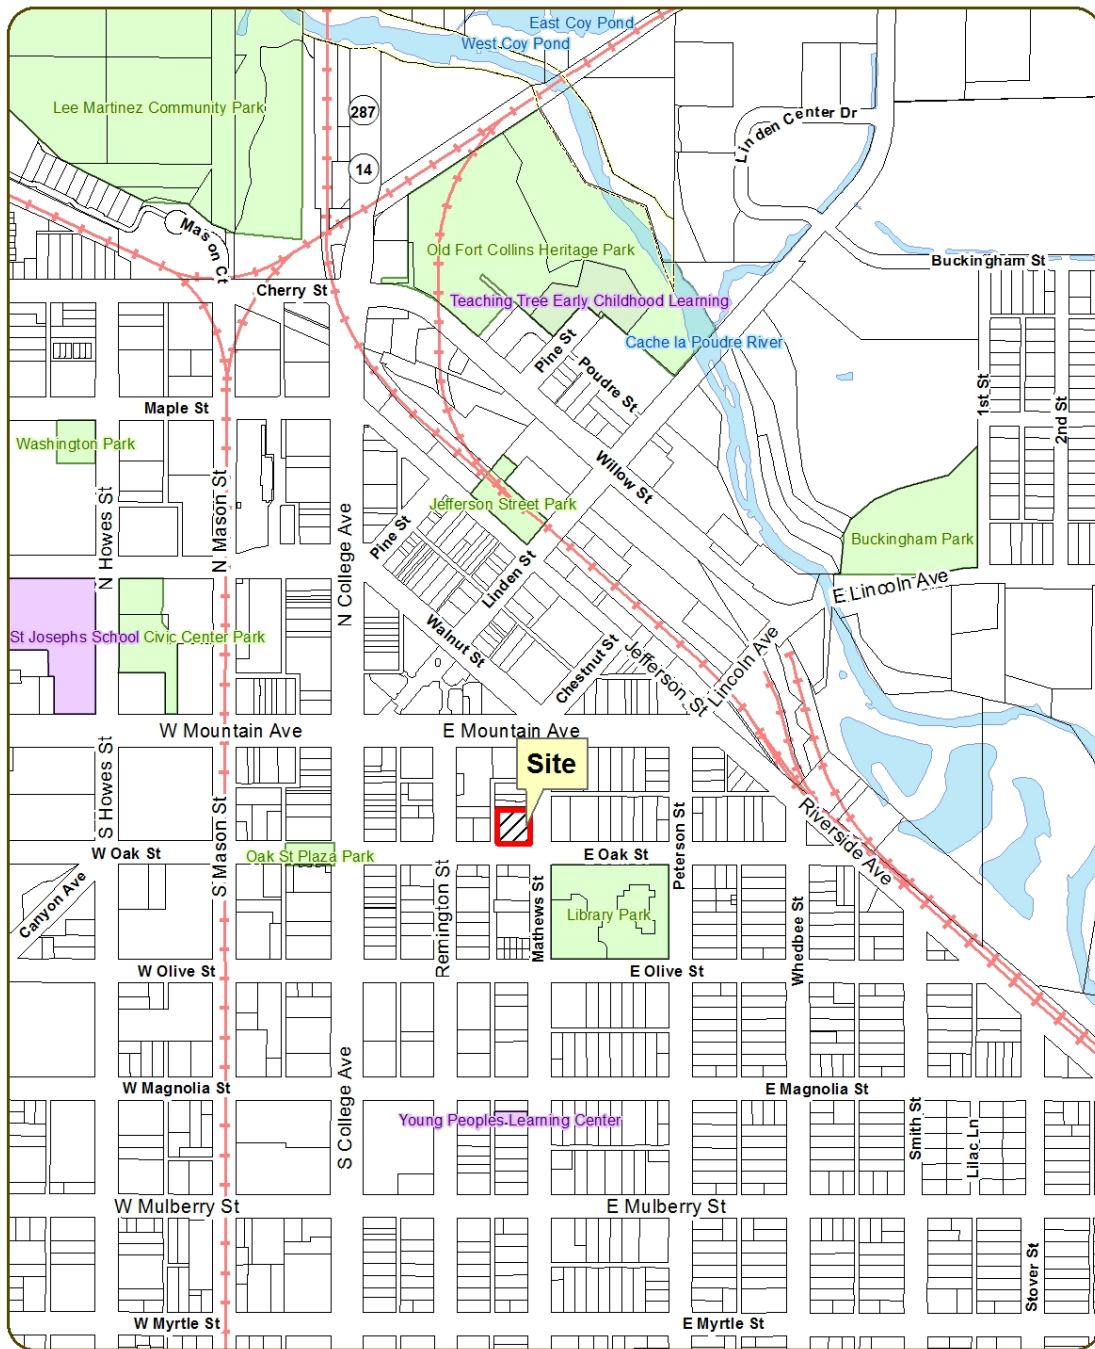 East Coy Pond
West Coy Pond
Lee Martinez Community Park
287
Linden Center Dr
14
Mason Ct
Old Fort Collins Heritage Park
Buckingham St
Cherry St
Teaching Tree Early Childhood Learning
Pine St
Cache la Poudre River
Poudre St
1st St
2nd St
Maple St
Washington Park
Willow St
N Howes St
N Mason St
N College Ave
Jefferson Street Park
Pine St
Buckingham Park
Linden St
E Lincoln Ave
St Josephs School
Civic Center Park
Walnut St
Chestnut St
Jefferson St
Lincoln Ave
W Mountain Ave
E Mountain Ave
Site
S Howes St
S Mason St
Peterson St
Riverside Ave
W Oak St
Oak St Plaza Park
E Oak St
Canyon Ave
Remington St
Mathews St
Library Park
Whedbee St
W Olive St
E Olive St
S College Ave
W Magnolia St
E Magnolia St
Young Peoples Learning Center
Smith St
Lilac Ln
W Mulberry St
E Mulberry St
Stover St
W Myrtle St
E Myrtle St